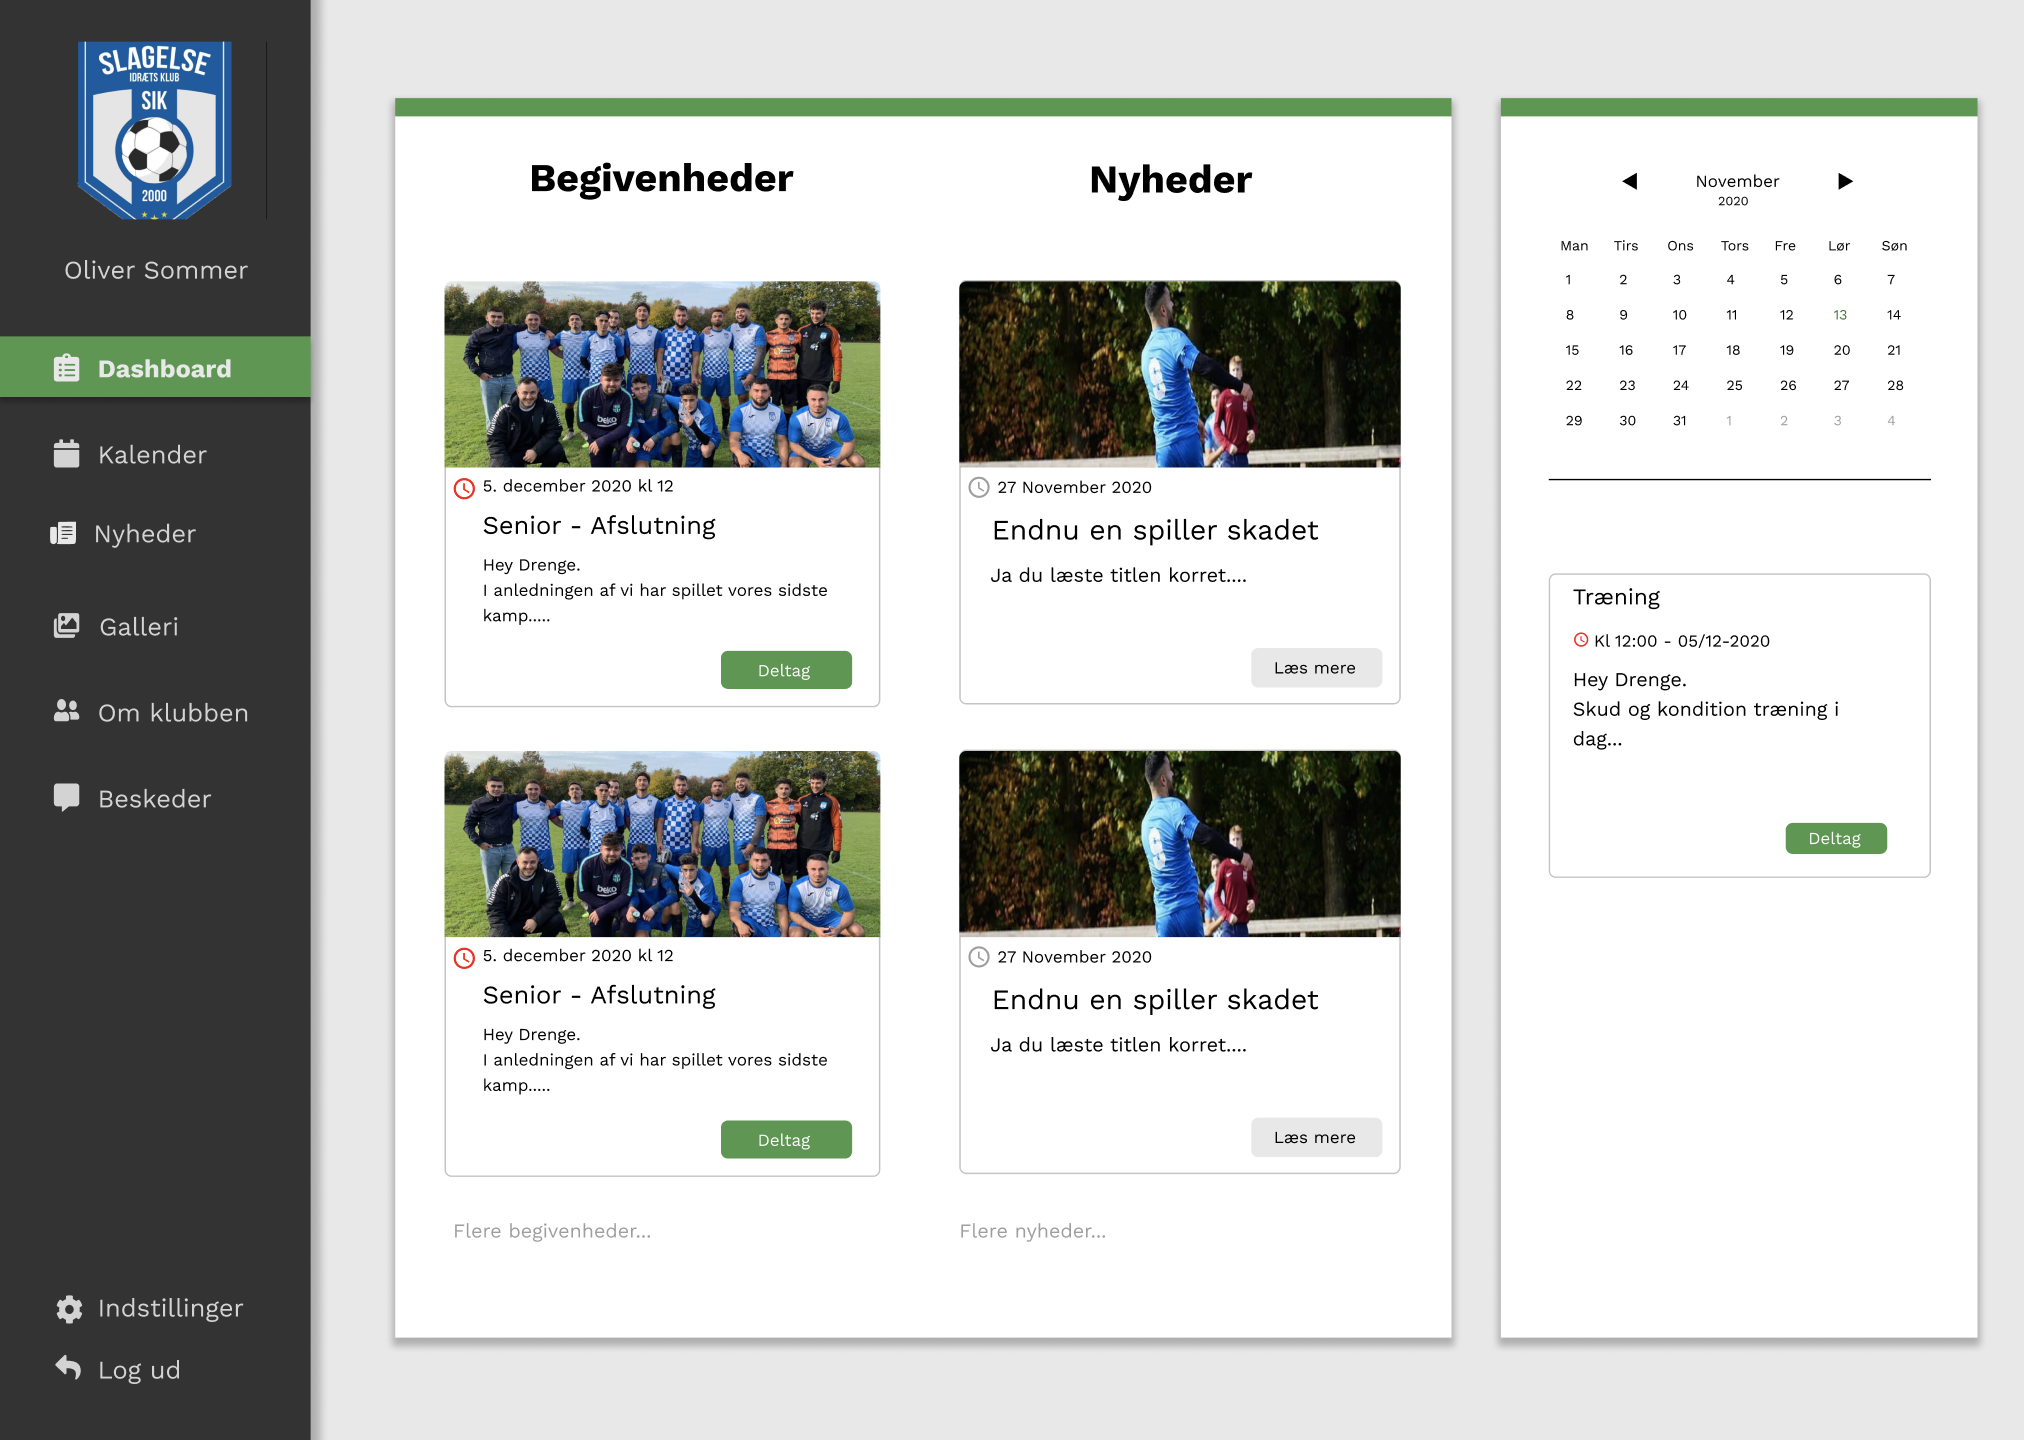 SLAGELSE
IDRÆTS KLUB
SIK
2000
Oliver Sommer
Dashboard
Kalender
Nyheder
Galleri
Om klubben
Beskeder
Indstillinger
Log ud
Begivenheder
beko
5. december 2020 kl 12
Senior - Afslutning
Hey Drenge.
I anledningen af vi har spillet vores sidste
kamp.....
Deltag
beko
5. december 2020 kl 12
Senior - Afslutning
Hey Drenge.
I anledningen af vi har spillet vores sidste
kamp.....
Deltag
Flere begivenheder...
Nyheder
8
27 November 2020
Endnu en spiller skadet
Ja du læste titlen korret....
Læs mere
8
27 November 2020
Endnu en spiller skadet
Ja du læste titlen korret....
Læs mere
Flere nyheder...
November
2020
Man Tirs Ons Tors Fre Lør Søn
1 2 3 4 5 6 7
8 9 10 11 12 13 14
15 16 17 18 19 20 21
22 23 24 25 26 27 28
29 30 31 1 2 3 4
Træning
Kl 12:00 - 05/12-2020
Hey Drenge.
Skud og kondition træning i
dag...
Deltag